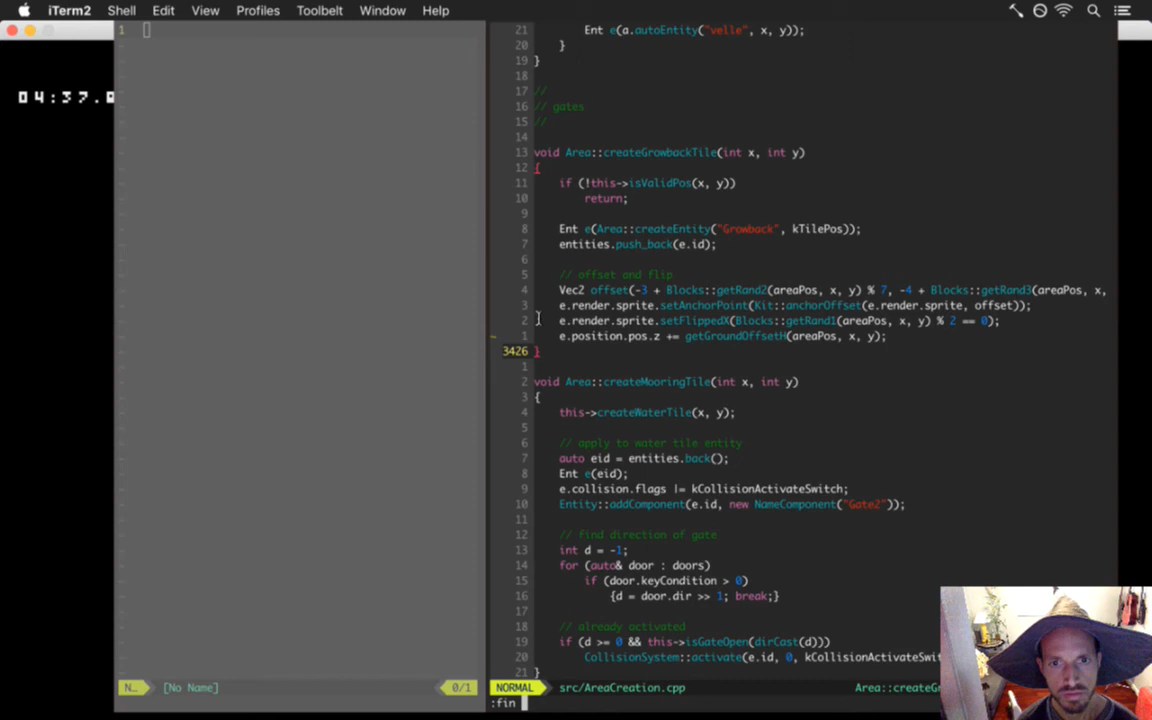 iTerm2 Shell Edit View Profiles Toolbelt Window Help
04:37.0
1
21 Ent e(a.autoEntity("velle", x, y));
20 }
19 }
18
17 //
16 // gates
15 //
14
13 void Area::createGrowbackTile(int x, int y)
12 {
11 if (!this->isValidPos(x, y))
10 return;
9
8 Ent e(Area::createEntity("Growback", kTilePos));
7 entities.push_back(e.id);
6
5 // offset and flip
4 Vec2 offset(-3 + Blocks::getRand2(areaPos, x, y) % 7, -4 + Blocks::getRand3(areaPos, x,
3 e.render.sprite.setAnchorPoint(Kit::anchorOffset(e.render.sprite, offset));
2 e.render.sprite.setFlippedX(Blocks::getRand1(areaPos, x, y) % 2 == 0);
1 e.position.pos.z += getGroundOffsetH(areaPos, x, y);
3426 }
1
2 void Area::createMooringTile(int x, int y)
3 {
4 this->createWaterTile(x, y);
5
6 // apply to water tile entity
7 auto eid = entities.back();
8 Ent e(eid);
9 e.collision.flags |= kCollisionActivateSwitch;
10 Entity::addComponent(e.id, new NameComponent("Gate2"));
11
12 // find direction of gate
13 int d = -1;
14 for (auto& door : doors)
15 if (door.keyCondition > 0)
16 {d = door.dir >> 1; break;}
17
18 // already activated
19 if (d >= 0 && this->isGateOpen(dirCast(d)))
20 CollisionSystem::activate(e.id, 0, kCollisionActivateSwit
21 }
N… [No Name] 0/1 NORMAL src/AreaCreation.cpp Area::createGr
:fin